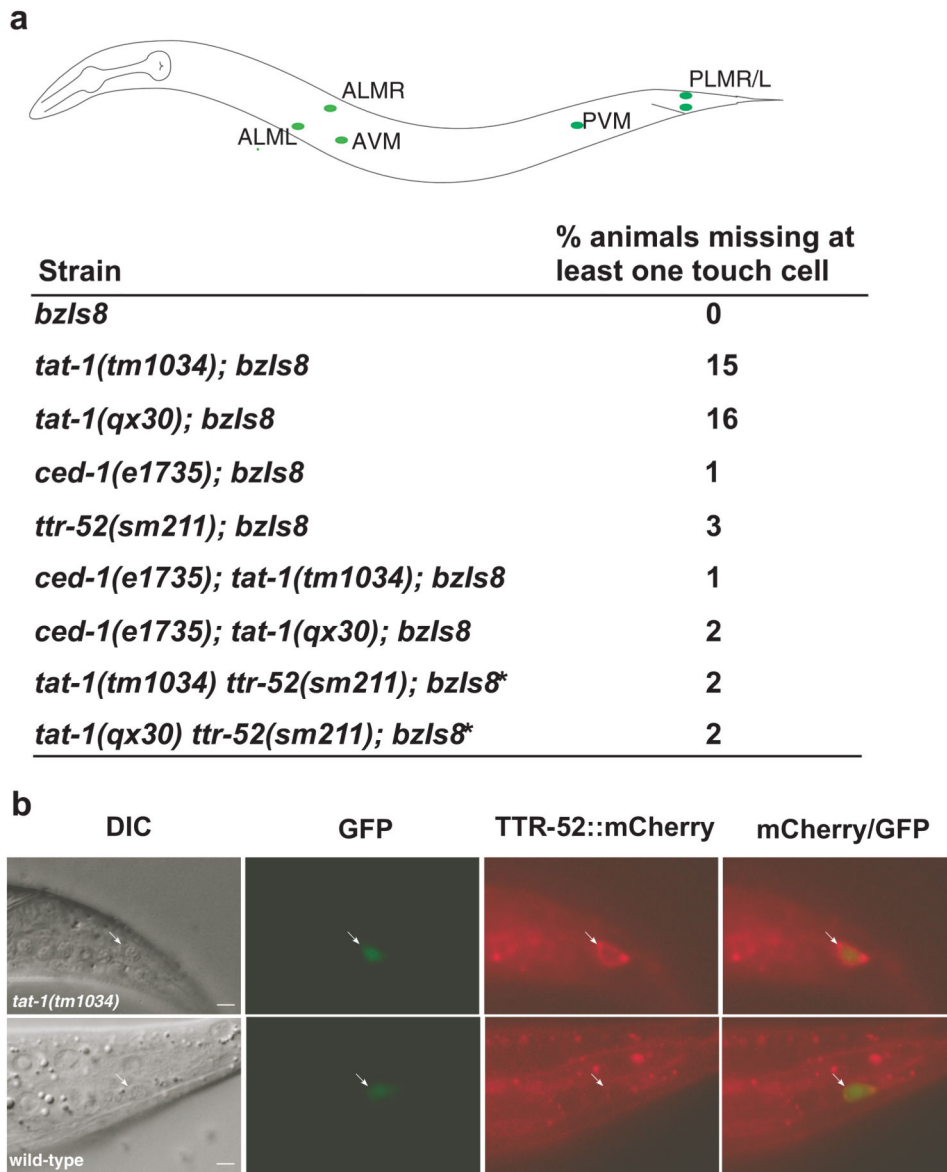 a
ALMR
PLMR/L
ALML
AVM
PVM
% animals missing at
Strain least one touch cell
bzIs8 0
tat-1(tm1034); bzIs8 15
tat-1(qx30); bzIs8 16
ced-1(e1735); bzIs8 1
ttr-52(sm211); bzIs8 3
ced-1(e1735); tat-1(tm1034); bzIs8 1
ced-1(e1735); tat-1(qx30); bzIs8 2
tat-1(tm1034) ttr-52(sm211); bzIs8* 2
tat-1(qx30) ttr-52(sm211); bzIs8* 2
b
DIC GFP TTR-52::mCherry mCherry/GFP
tat-1(tm1034)
wild-type